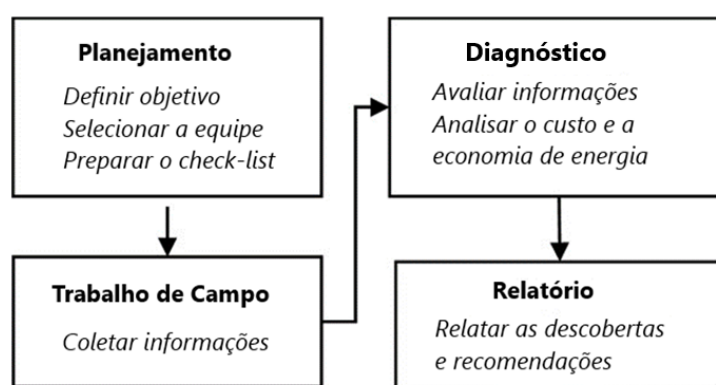 Planejamento
Definir objetivo
Selecionar a equipe
Preparar o check-list
Trabalho de Campo
Coletar informações
Diagnóstico
Avaliar informações
Analisar o custo e a
economia de energia
Relatório
Relatar as descobertas
e recomendações